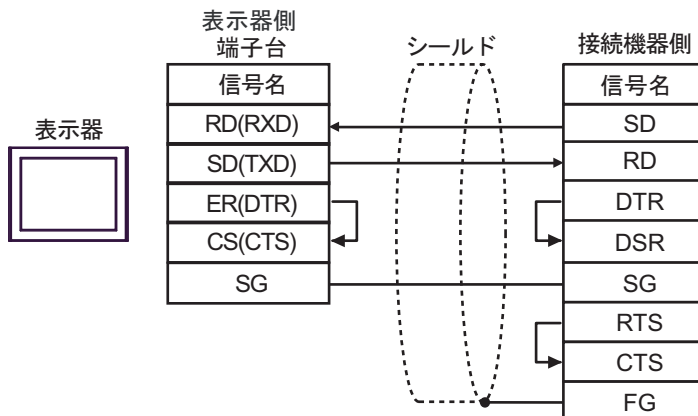 表示器側
端子台
シールド
接続機器側
信号名
信号名
表示器
RD(RXD)
SD
SD(TXD)
RD
ER(DTR)
DTR
CS(CTS)
DSR
SG
SG
RTS
CTS
FG